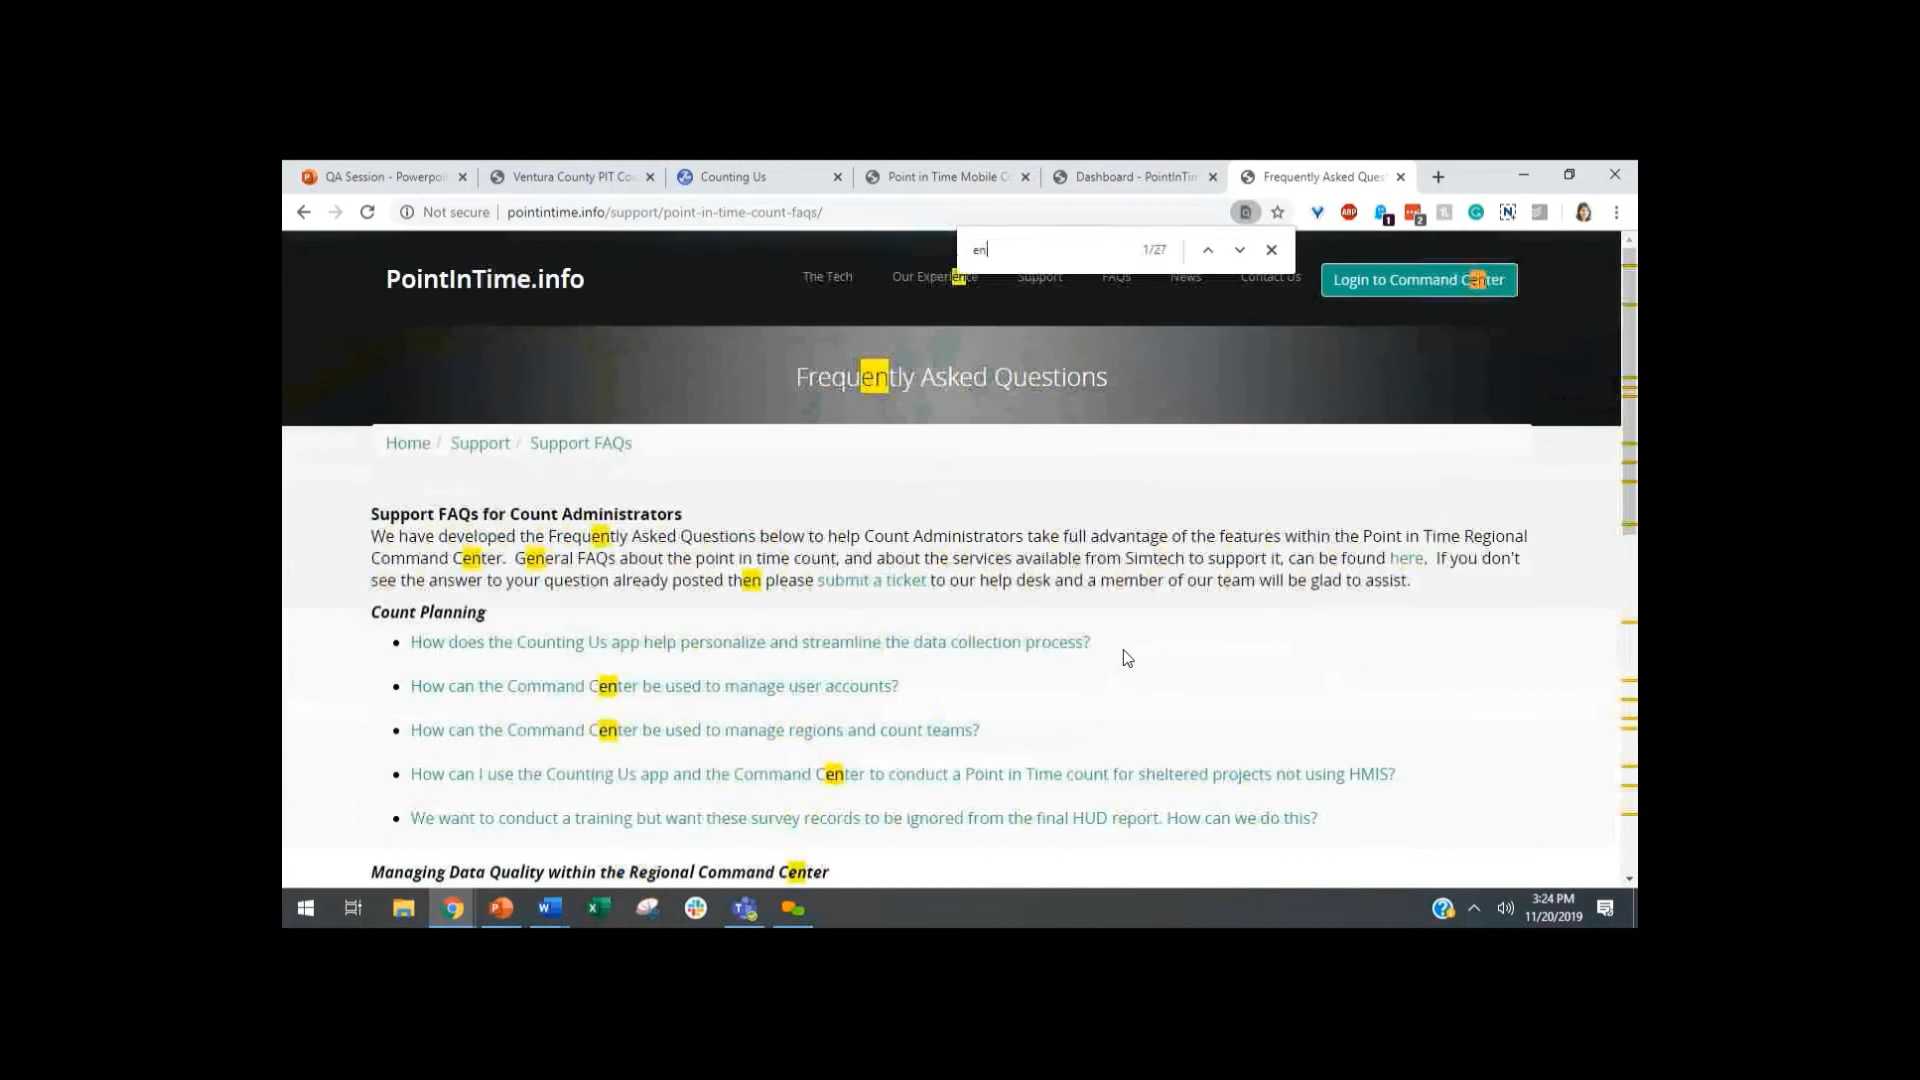 QA Session - Powerpoi
Ventura County PIT Co
Counting Us
Point in Time Mobile C
Dashboard - PointInTim
Frequently Asked Ques
Not secure
pointintime.info/support/point-in-time-count-faqs/
ABP
1
2
N
en
1/27
PointInTime.info
The Tech
Our Experience
Support
FAQs
News
Contact Us
Login to Command Center
Frequently Asked Questions
Home / Support / Support FAQs
Support FAQs for Count Administrators
We have developed the Frequently Asked Questions below to help Count Administrators take full advantage of the features within the Point in Time Regional
Command Center. General FAQs about the point in time count, and about the services available from Simtech to support it, can be found here. If you don't
see the answer to your question already posted then please submit a ticket to our help desk and a member of our team will be glad to assist.
Count Planning
• How does the Counting Us app help personalize and streamline the data collection process?
• How can the Command Center be used to manage user accounts?
• How can the Command Center be used to manage regions and count teams?
• How can I use the Counting Us app and the Command Center to conduct a Point in Time count for sheltered projects not using HMIS?
• We want to conduct a training but want these survey records to be ignored from the final HUD report. How can we do this?
Managing Data Quality within the Regional Command Center
3:24 PM
11/20/2019